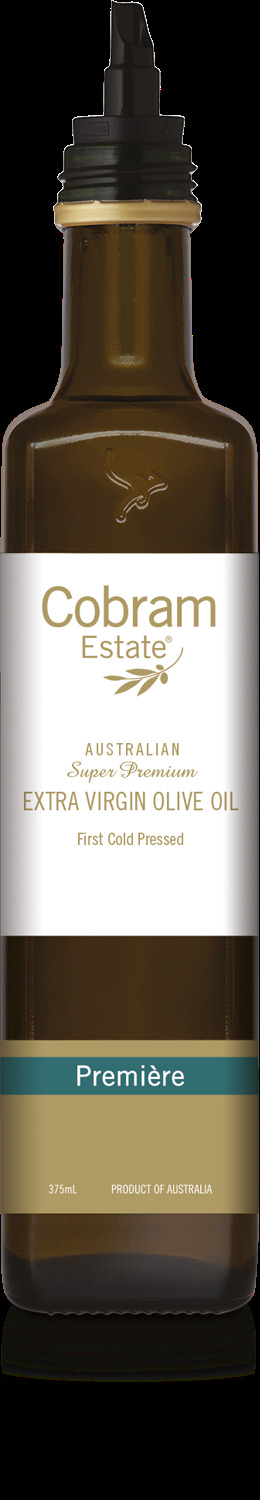 Cobram
Estate®
AUSTRALIAN
Super Premium
EXTRA VIRGIN OLIVE OIL
First Cold Pressed
Première
375mL PRODUCT OF AUSTRALIA